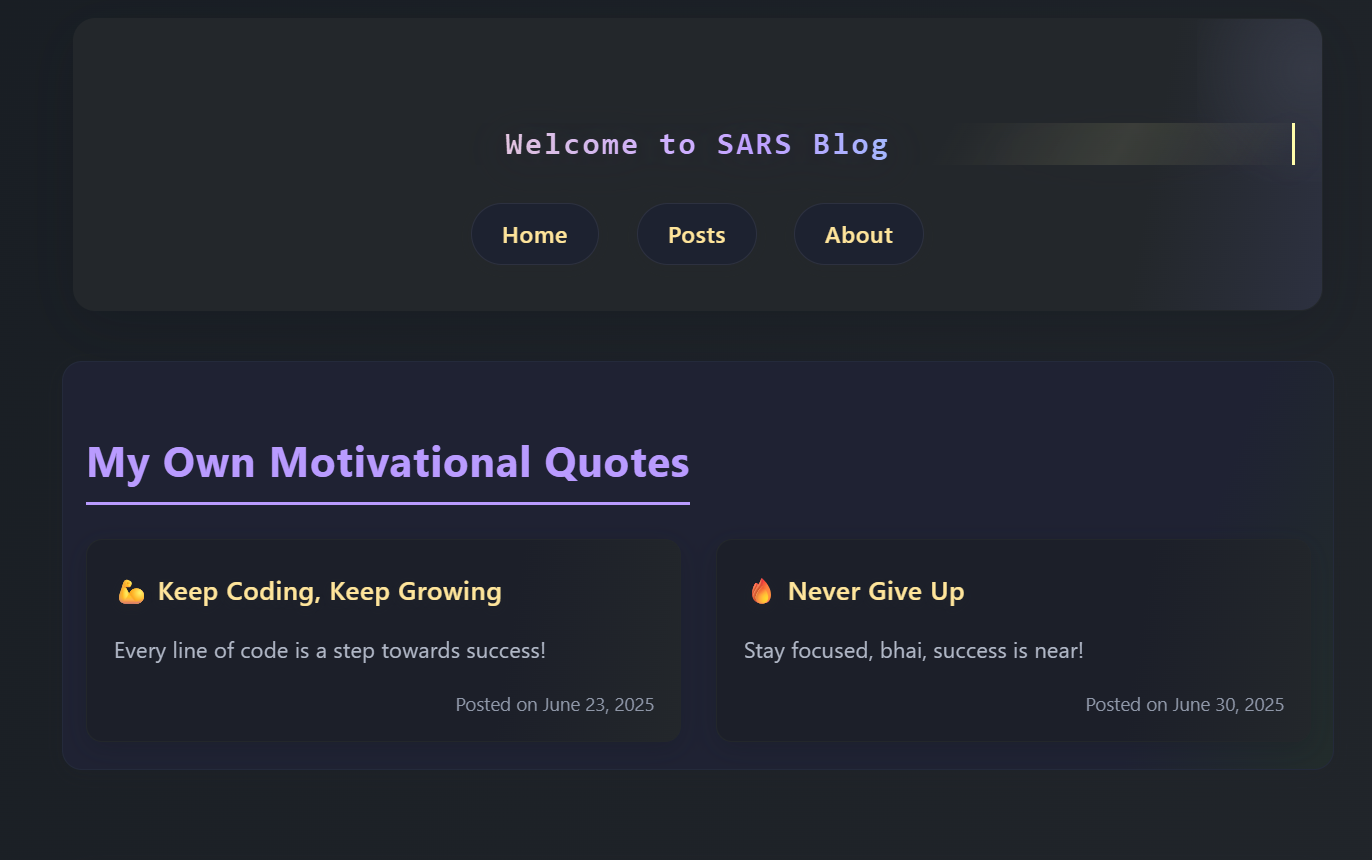 Welcome to SARS Blog
Home Posts About
My Own Motivational Quotes
💪 Keep Coding, Keep Growing
Every line of code is a step towards success!
Posted on June 23, 2025
🔥 Never Give Up
Stay focused, bhai, success is near!
Posted on June 30, 2025